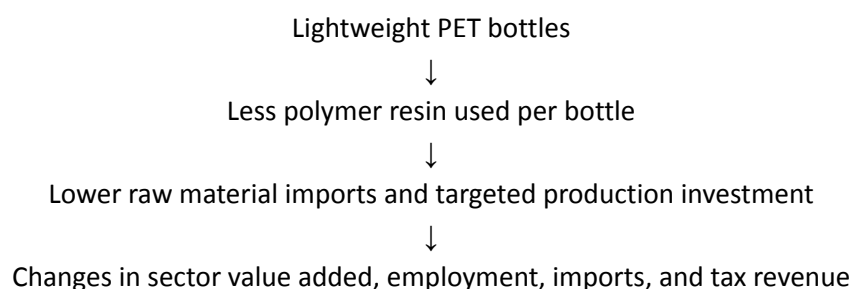 Lightweight PET bottles
↓
Less polymer resin used per bottle
↓
Lower raw material imports and targeted production investment
↓
Changes in sector value added, employment, imports, and tax revenue